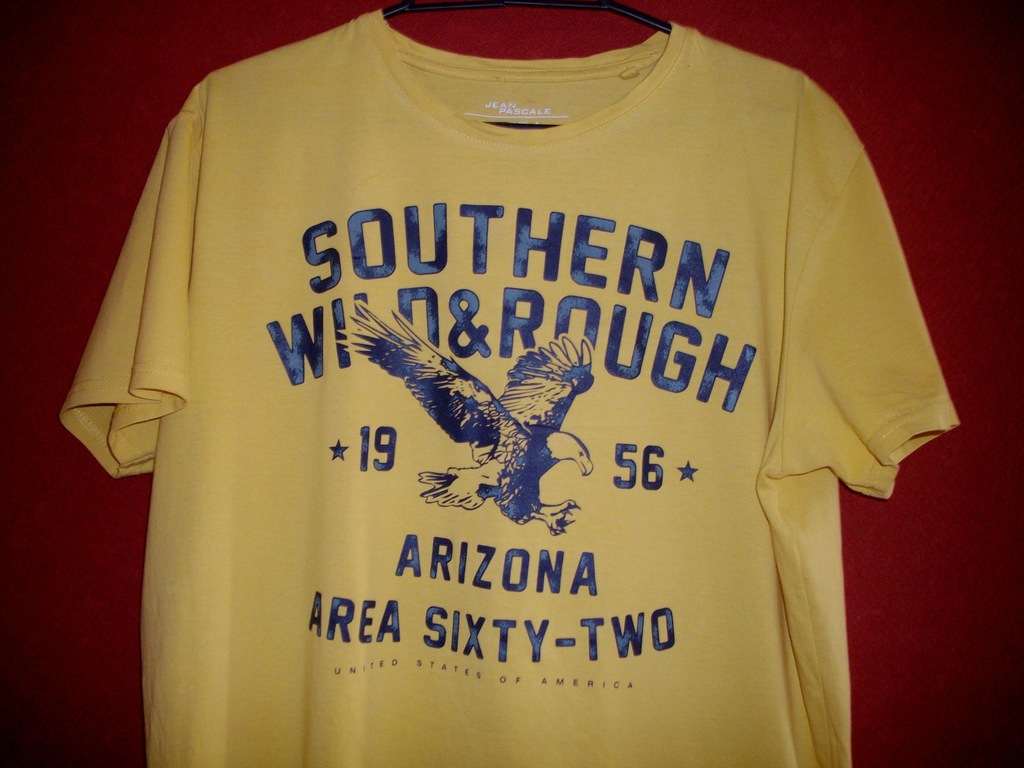 JEAN
PASCALE
SOUTHERN
WILD&ROUGH
19 56
ARIZONA
AREA SIXTY-TWO
UNITED STATES OF AMERICA